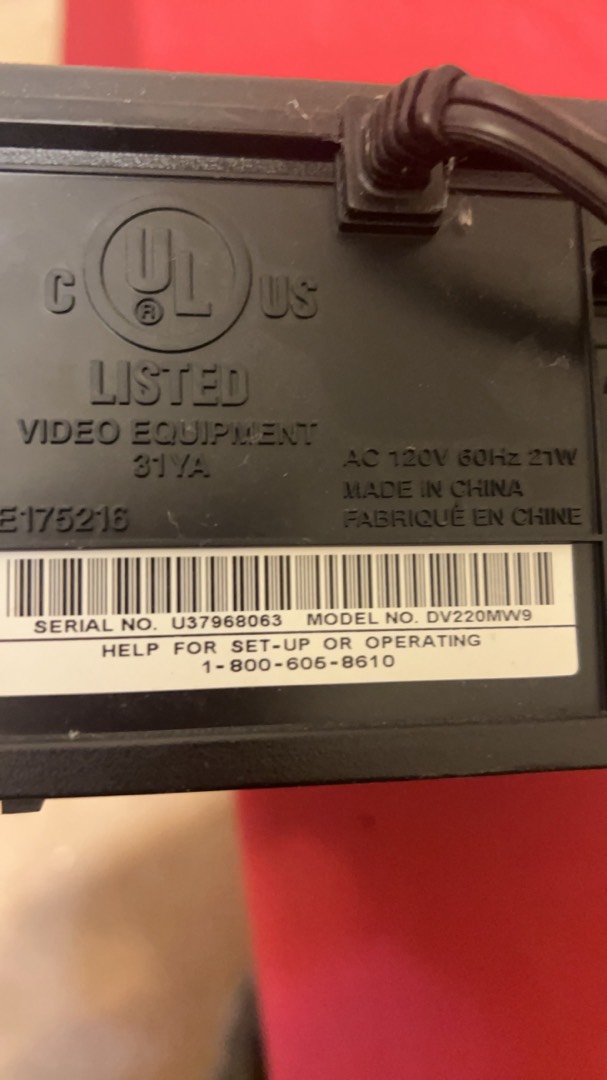 C UL® US
LISTED
VIDEO EQUIPMENT
31YA
E175216
AC 120V 60Hz 21W
MADE IN CHINA
FABRIQUÉ EN CHINE
SERIAL NO. U37968063 MODEL NO. DV220MW9
HELP FOR SET-UP OR OPERATING
1-800-605-8610